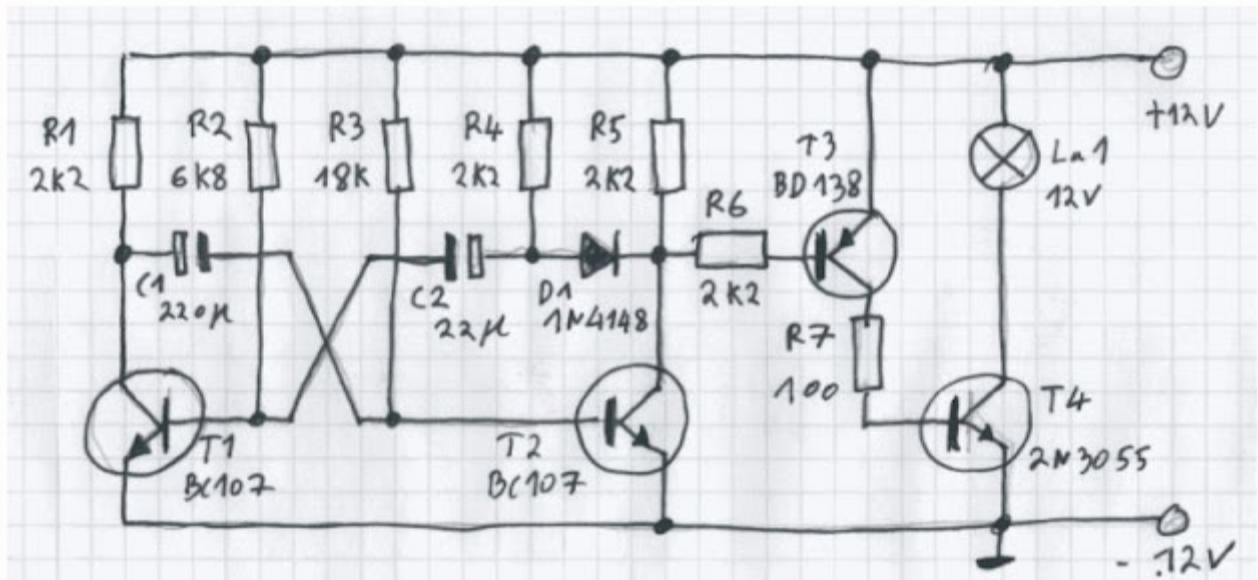 R1
2K2
R2
6K8
R3
18K
R4
2K2
R5
2K2
T3
BD138
La1
12V
+12V
R6
2K2
C1
220µ
C2
22µ
D1
1N4148
R7
100
T1
BC107
T2
BC107
T4
2N3055
- .12V